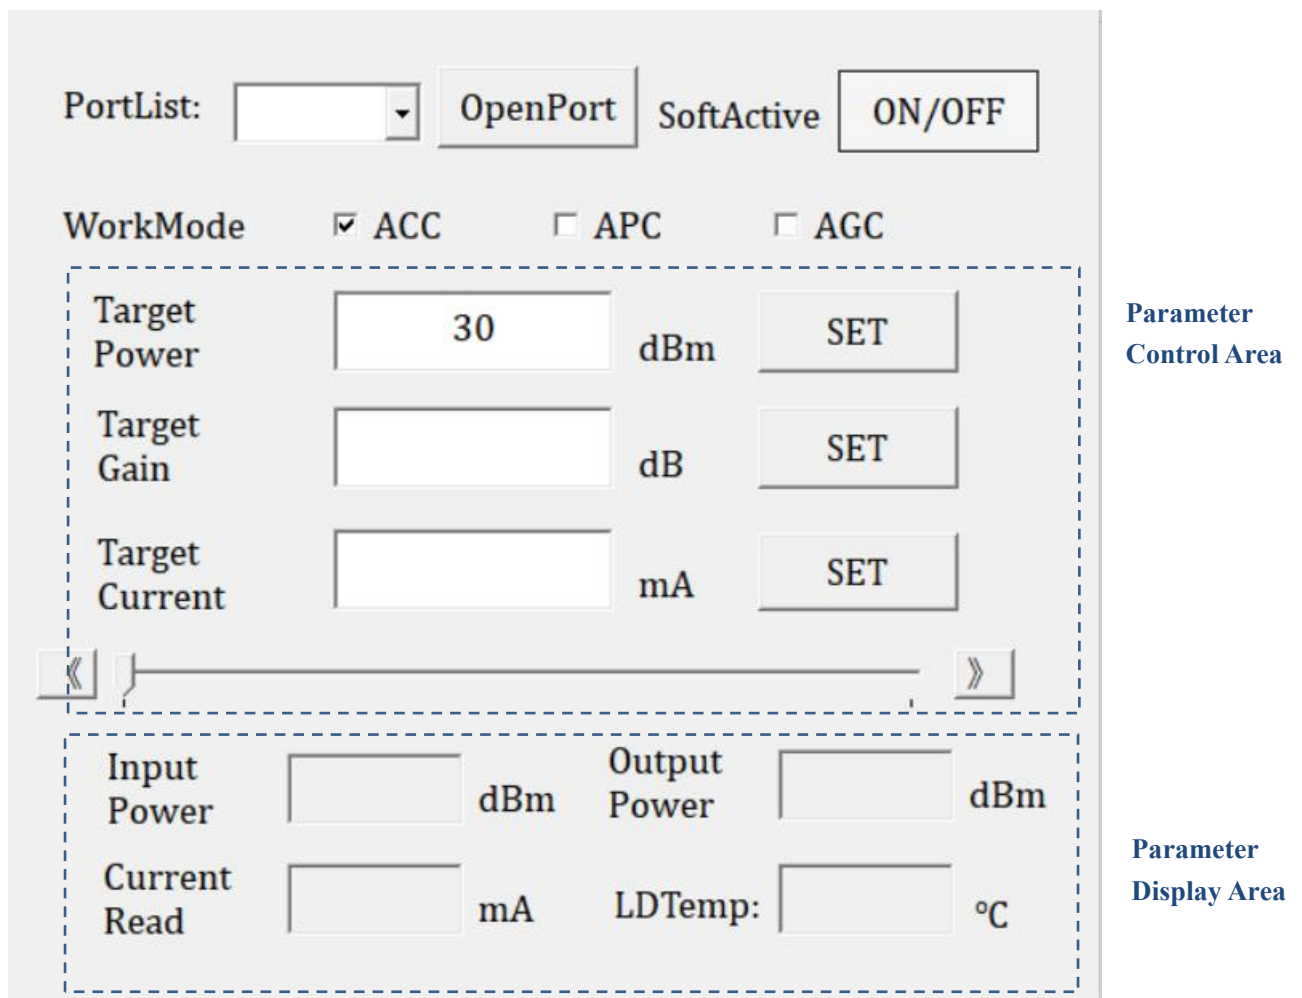 PortList: OpenPort SoftActive ON/OFF
WorkMode ACC APC AGC
Target
Power
30
dBm
SET
Parameter
Control Area
Target
Gain
dB
SET
Target
Current
mA
SET
《 》
Input
Power
dBm
Output
Power
dBm
Current
Read
mA
LDTemp:
℃
Parameter
Display Area